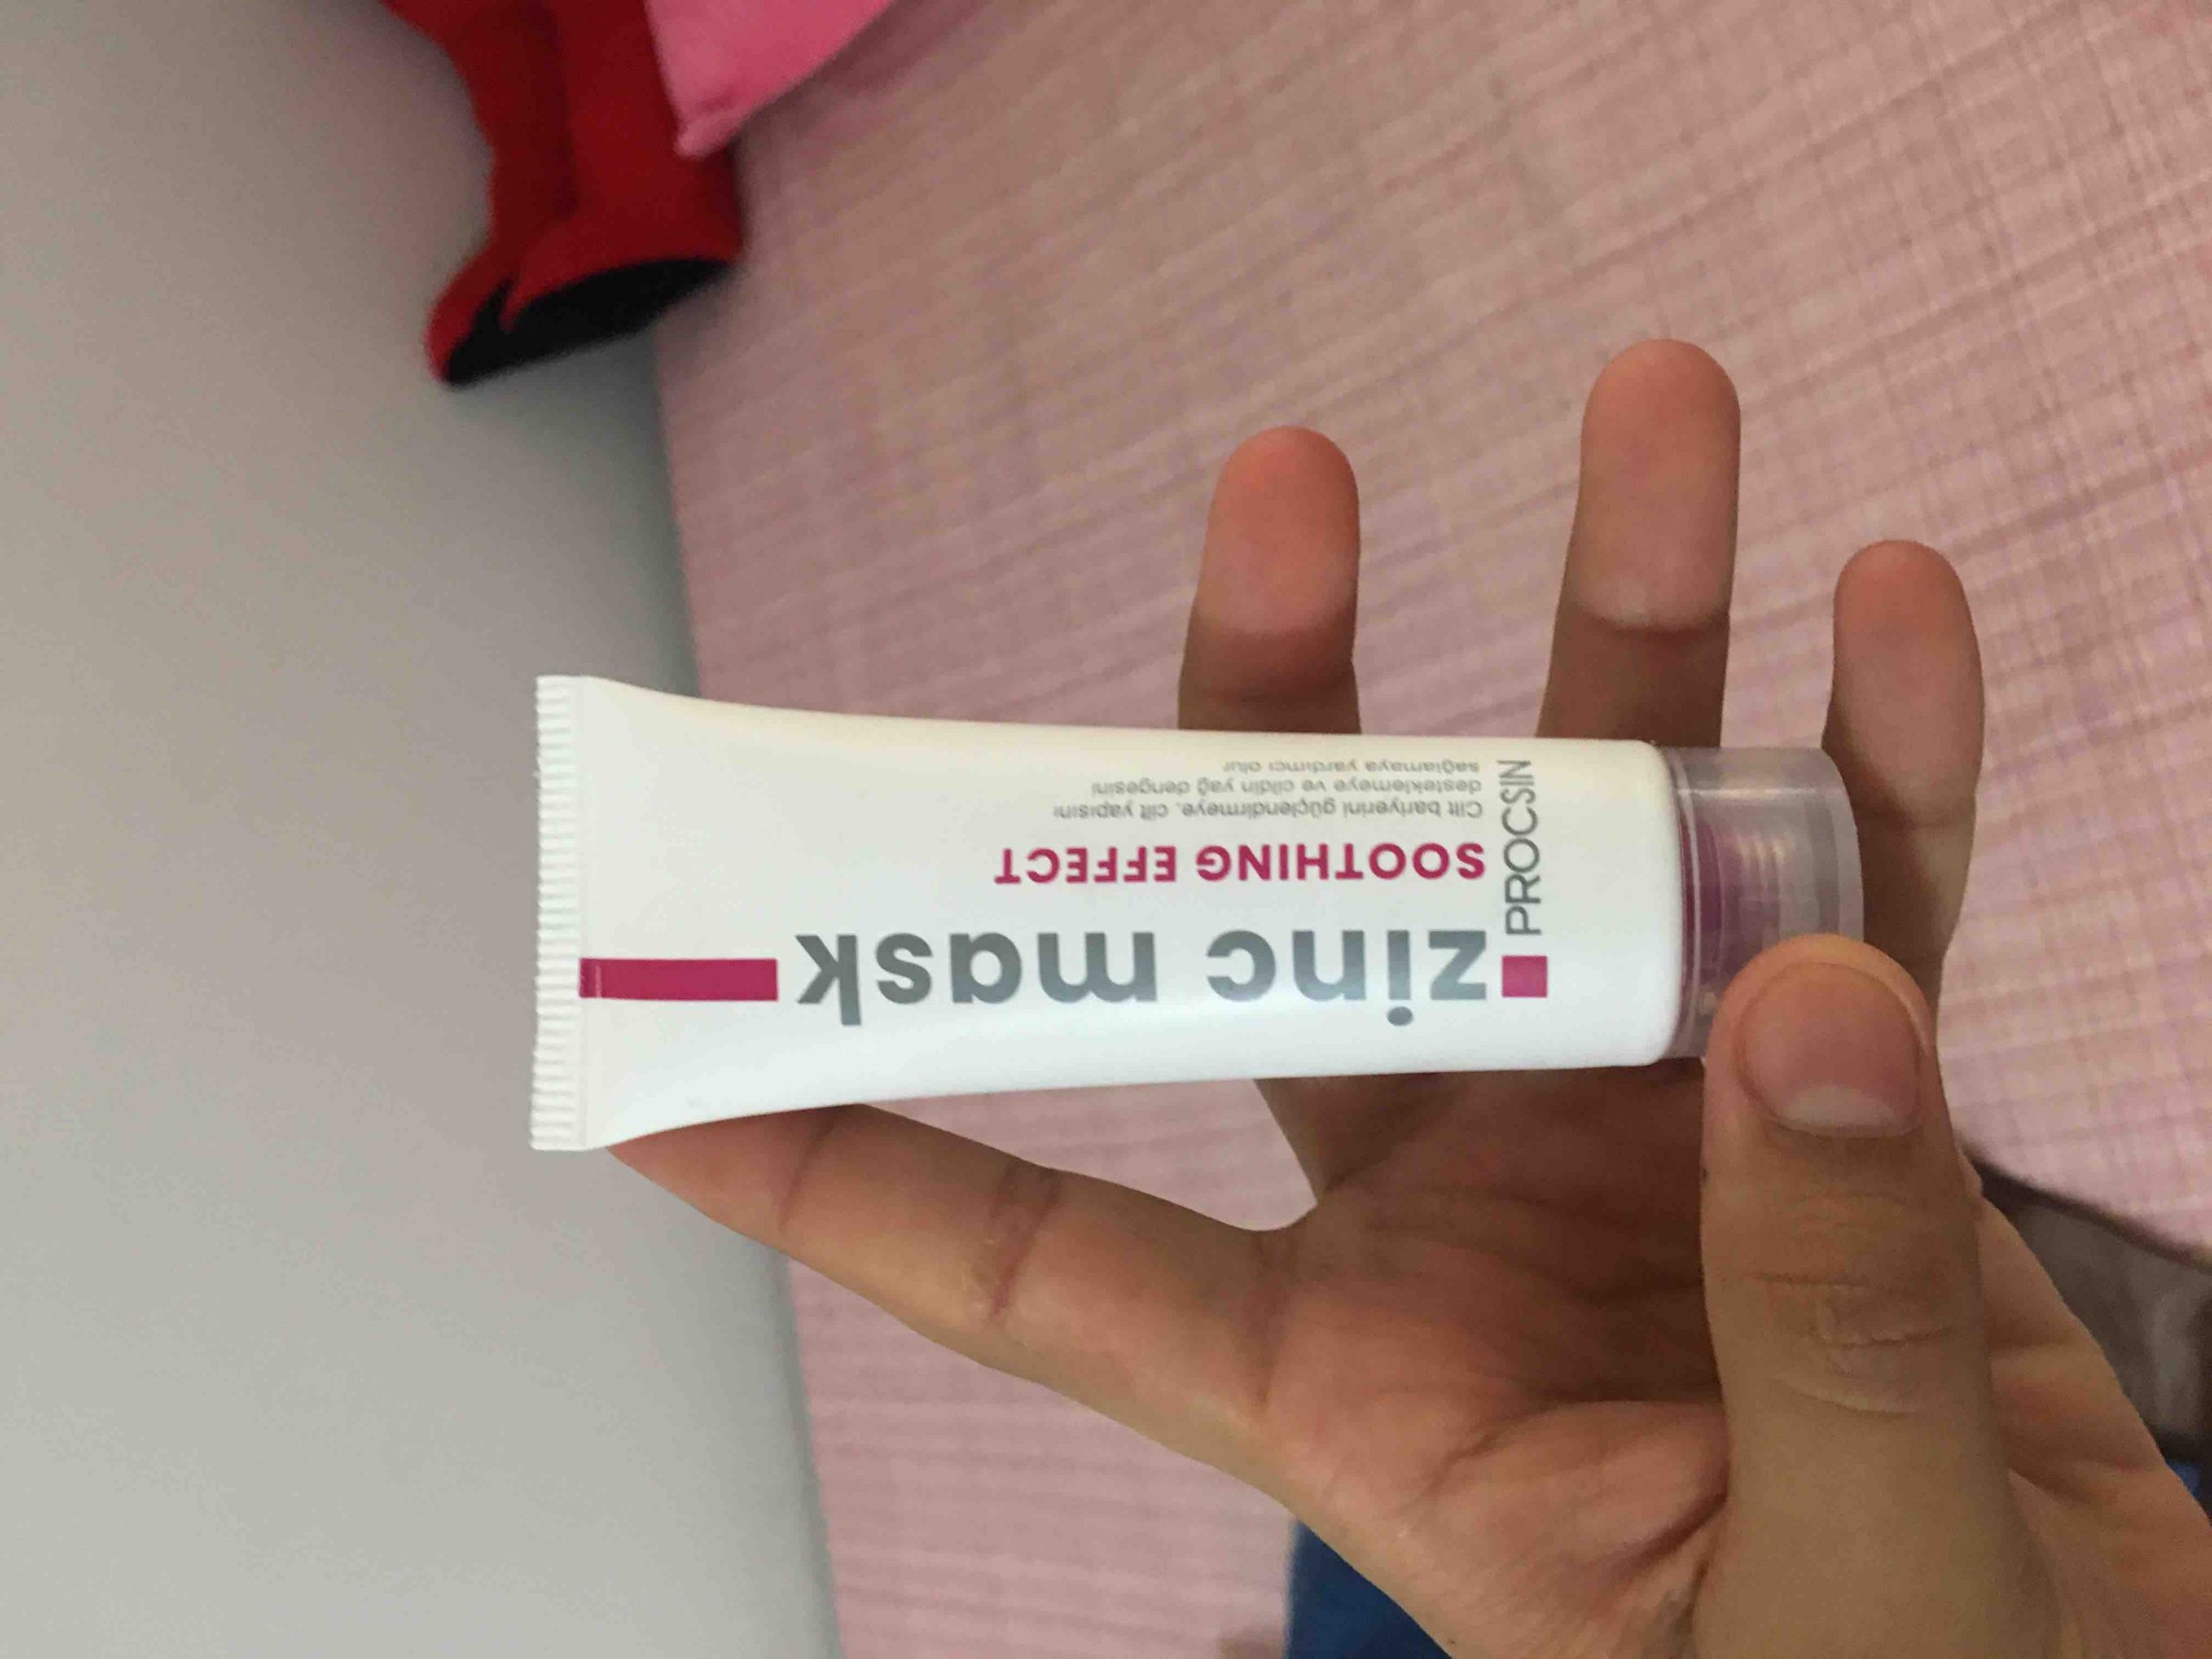 PROCSIN
zinc mask
SOOTHING EFFECT
Cilt bariyerini güçlendirmeye, cilt yapısını
desteklemeye ve cildin yağ dengesini
sağlamaya yardımcı olur